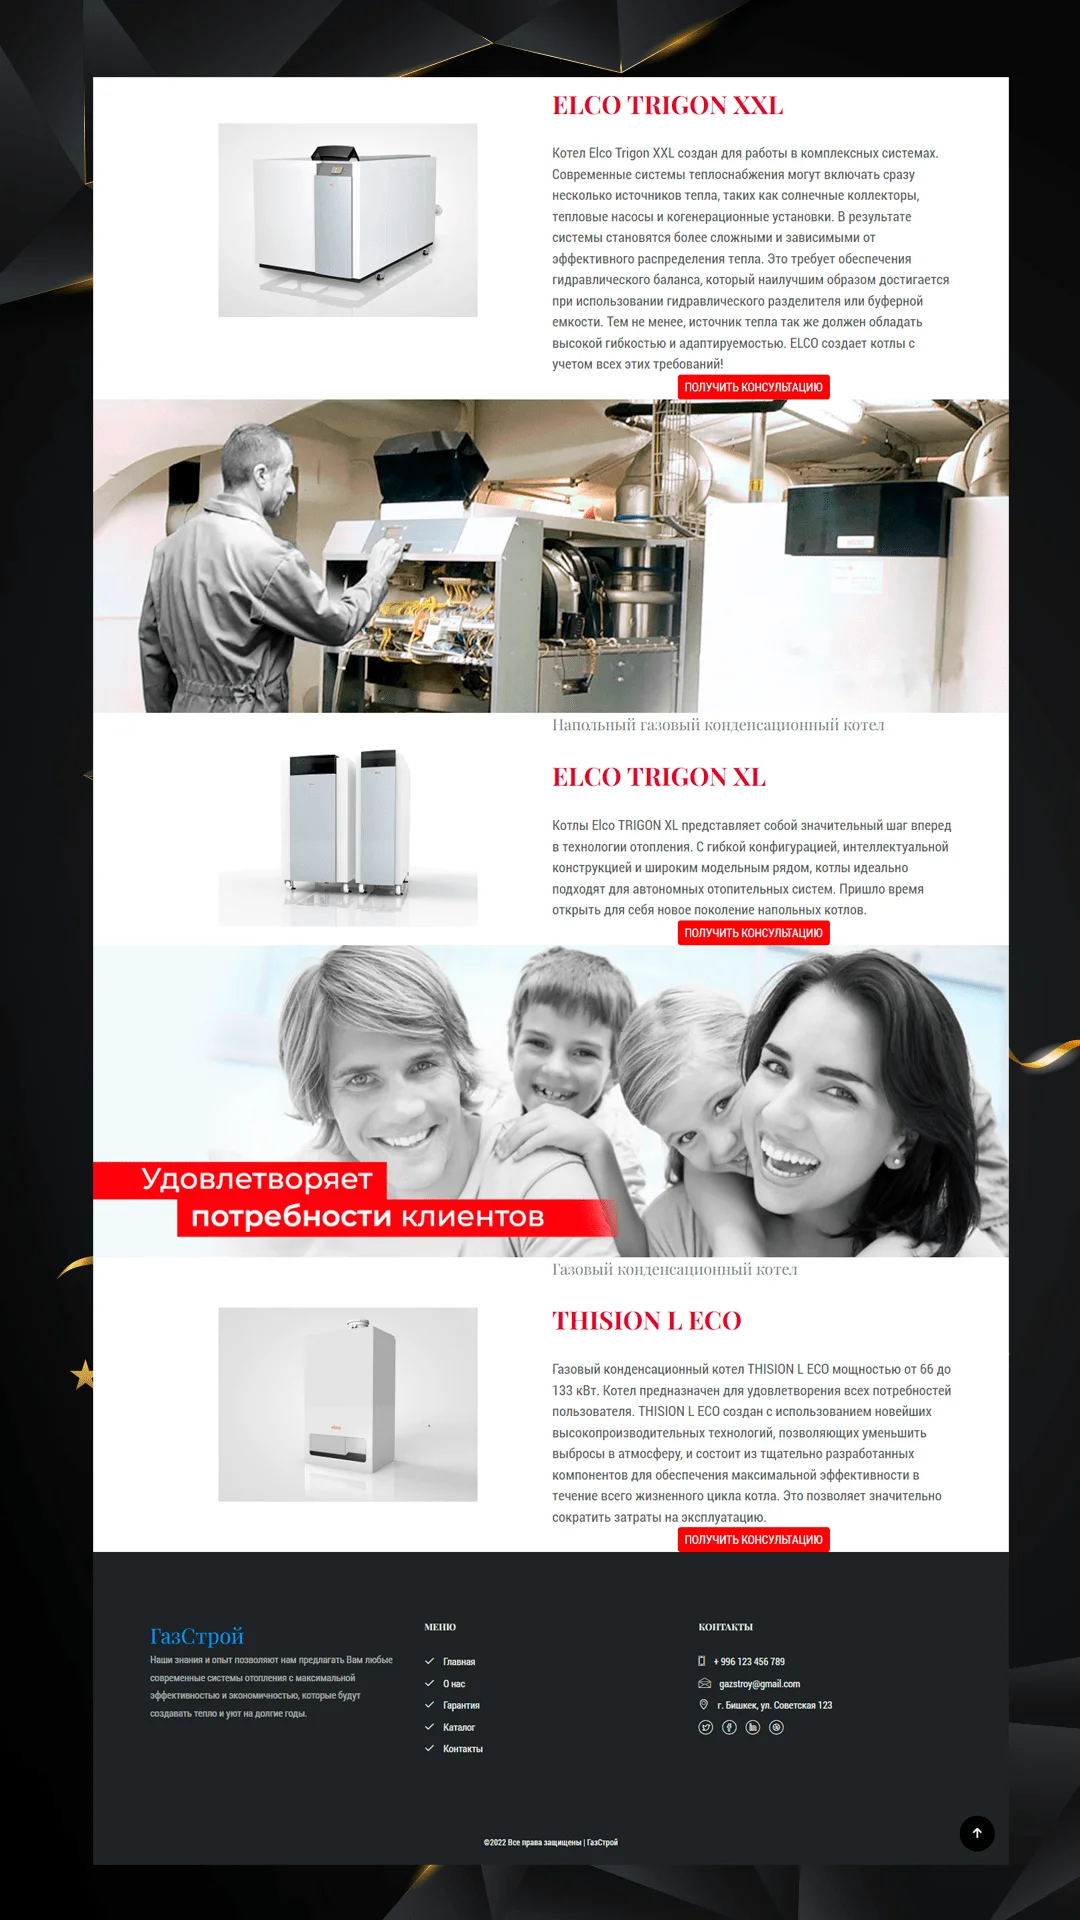 ELCO TRIGON XXL
Котел Elco Trigon XXL создан для работы в комплексных системах.
Современные системы теплоснабжения могут включать сразу
несколько источников тепла, таких как солнечные коллекторы,
тепловые насосы и когенерационные установки. В результате
системы становятся более сложными и зависимыми от
эффективного распределения тепла. Это требует обеспечения
гидравлического баланса, который наилучшим образом достигается
при использовании гидравлического разделителя или буферной
емкости. Тем не менее, источник тепла так же должен обладать
высокой гибкостью и адаптируемостью. ELCO создает котлы с
учетом всех этих требований!
ПОЛУЧИТЬ КОНСУЛЬТАЦИЮ
Напольный газовый конденсационный котел
ELCO TRIGON XL
Котлы Elco TRIGON XL представляет собой значительный шаг вперед
в технологии отопления. С гибкой конфигурацией, интеллектуальной
конструкцией и широким модельным рядом, котлы идеально
подходят для автономных отопительных систем. Пришло время
открыть для себя новое поколение напольных котлов.
ПОЛУЧИТЬ КОНСУЛЬТАЦИЮ
Удовлетворяет
потребности клиентов
Газовый конденсационный котел
THISION L ECO
Газовый конденсационный котел THISION L ECO мощностью от 66 до
133 кВт. Котел предназначен для удовлетворения всех потребностей
пользователя. THISION L ECO создан с использованием новейших
высокопроизводительных технологий, позволяющих уменьшить
выбросы в атмосферу, и состоит из тщательно разработанных
компонентов для обеспечения максимальной эффективности в
течение всего жизненного цикла котла. Это позволяет значительно
сократить затраты на эксплуатацию.
ПОЛУЧИТЬ КОНСУЛЬТАЦИЮ
ГазСтрой
Наши знания и опыт позволяют нам предлагать Вам любые
современные системы отопления с максимальной
эффективностью и экономичностью, которые будут
создавать тепло и уют на долгие годы.
МЕНЮ
Главная
О нас
Гарантия
Каталог
Контакты
КОНТАКТЫ
+ 996 123 456 789
gazstroy@gmail.com
г. Бишкек, ул. Советская 123
©2022 Все права защищены | ГазСтрой